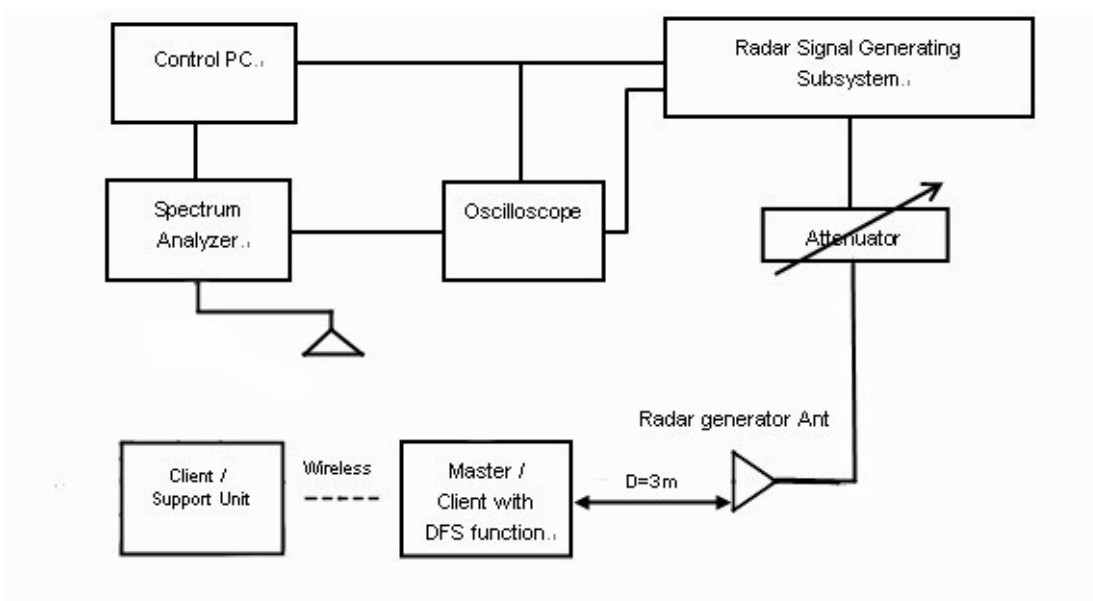 Control PC.
Radar Signal Generating
Subsystem.
Spectrum
Analyzer.
Oscilloscope
Attenuator
Radar generator Ant
Client /
Support Unit
Wireless
Master /
Client with
DFS function.
D=3m